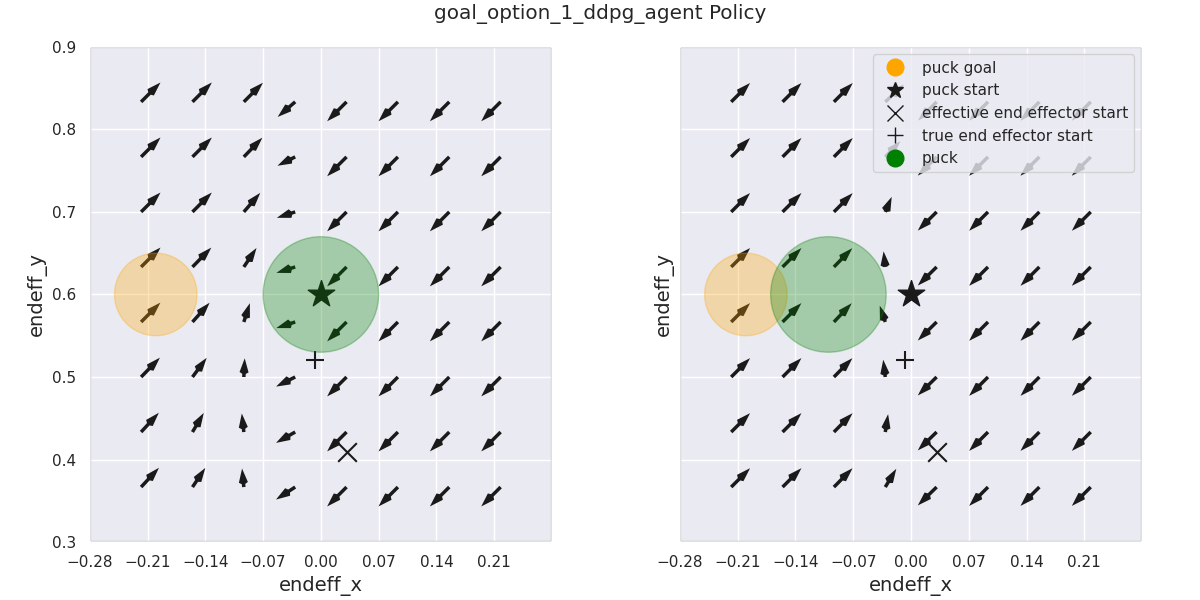 goal_option_1_ddpg_agent Policy
0.9
0.8
0.7
0.6
0.5
0.4
0.3
endeff_y
−0.28 −0.21 −0.14 −0.07 0.00 0.07 0.14 0.21
endeff_x
puck goal
puck start
effective end effector start
true end effector start
puck
endeff_y
−0.28 −0.21 −0.14 −0.07 0.00 0.07 0.14 0.21
endeff_x